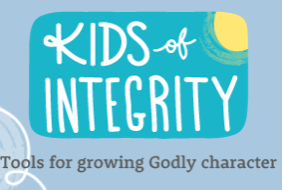 KIDS of
INTEGRITY
Tools for growing Godly character